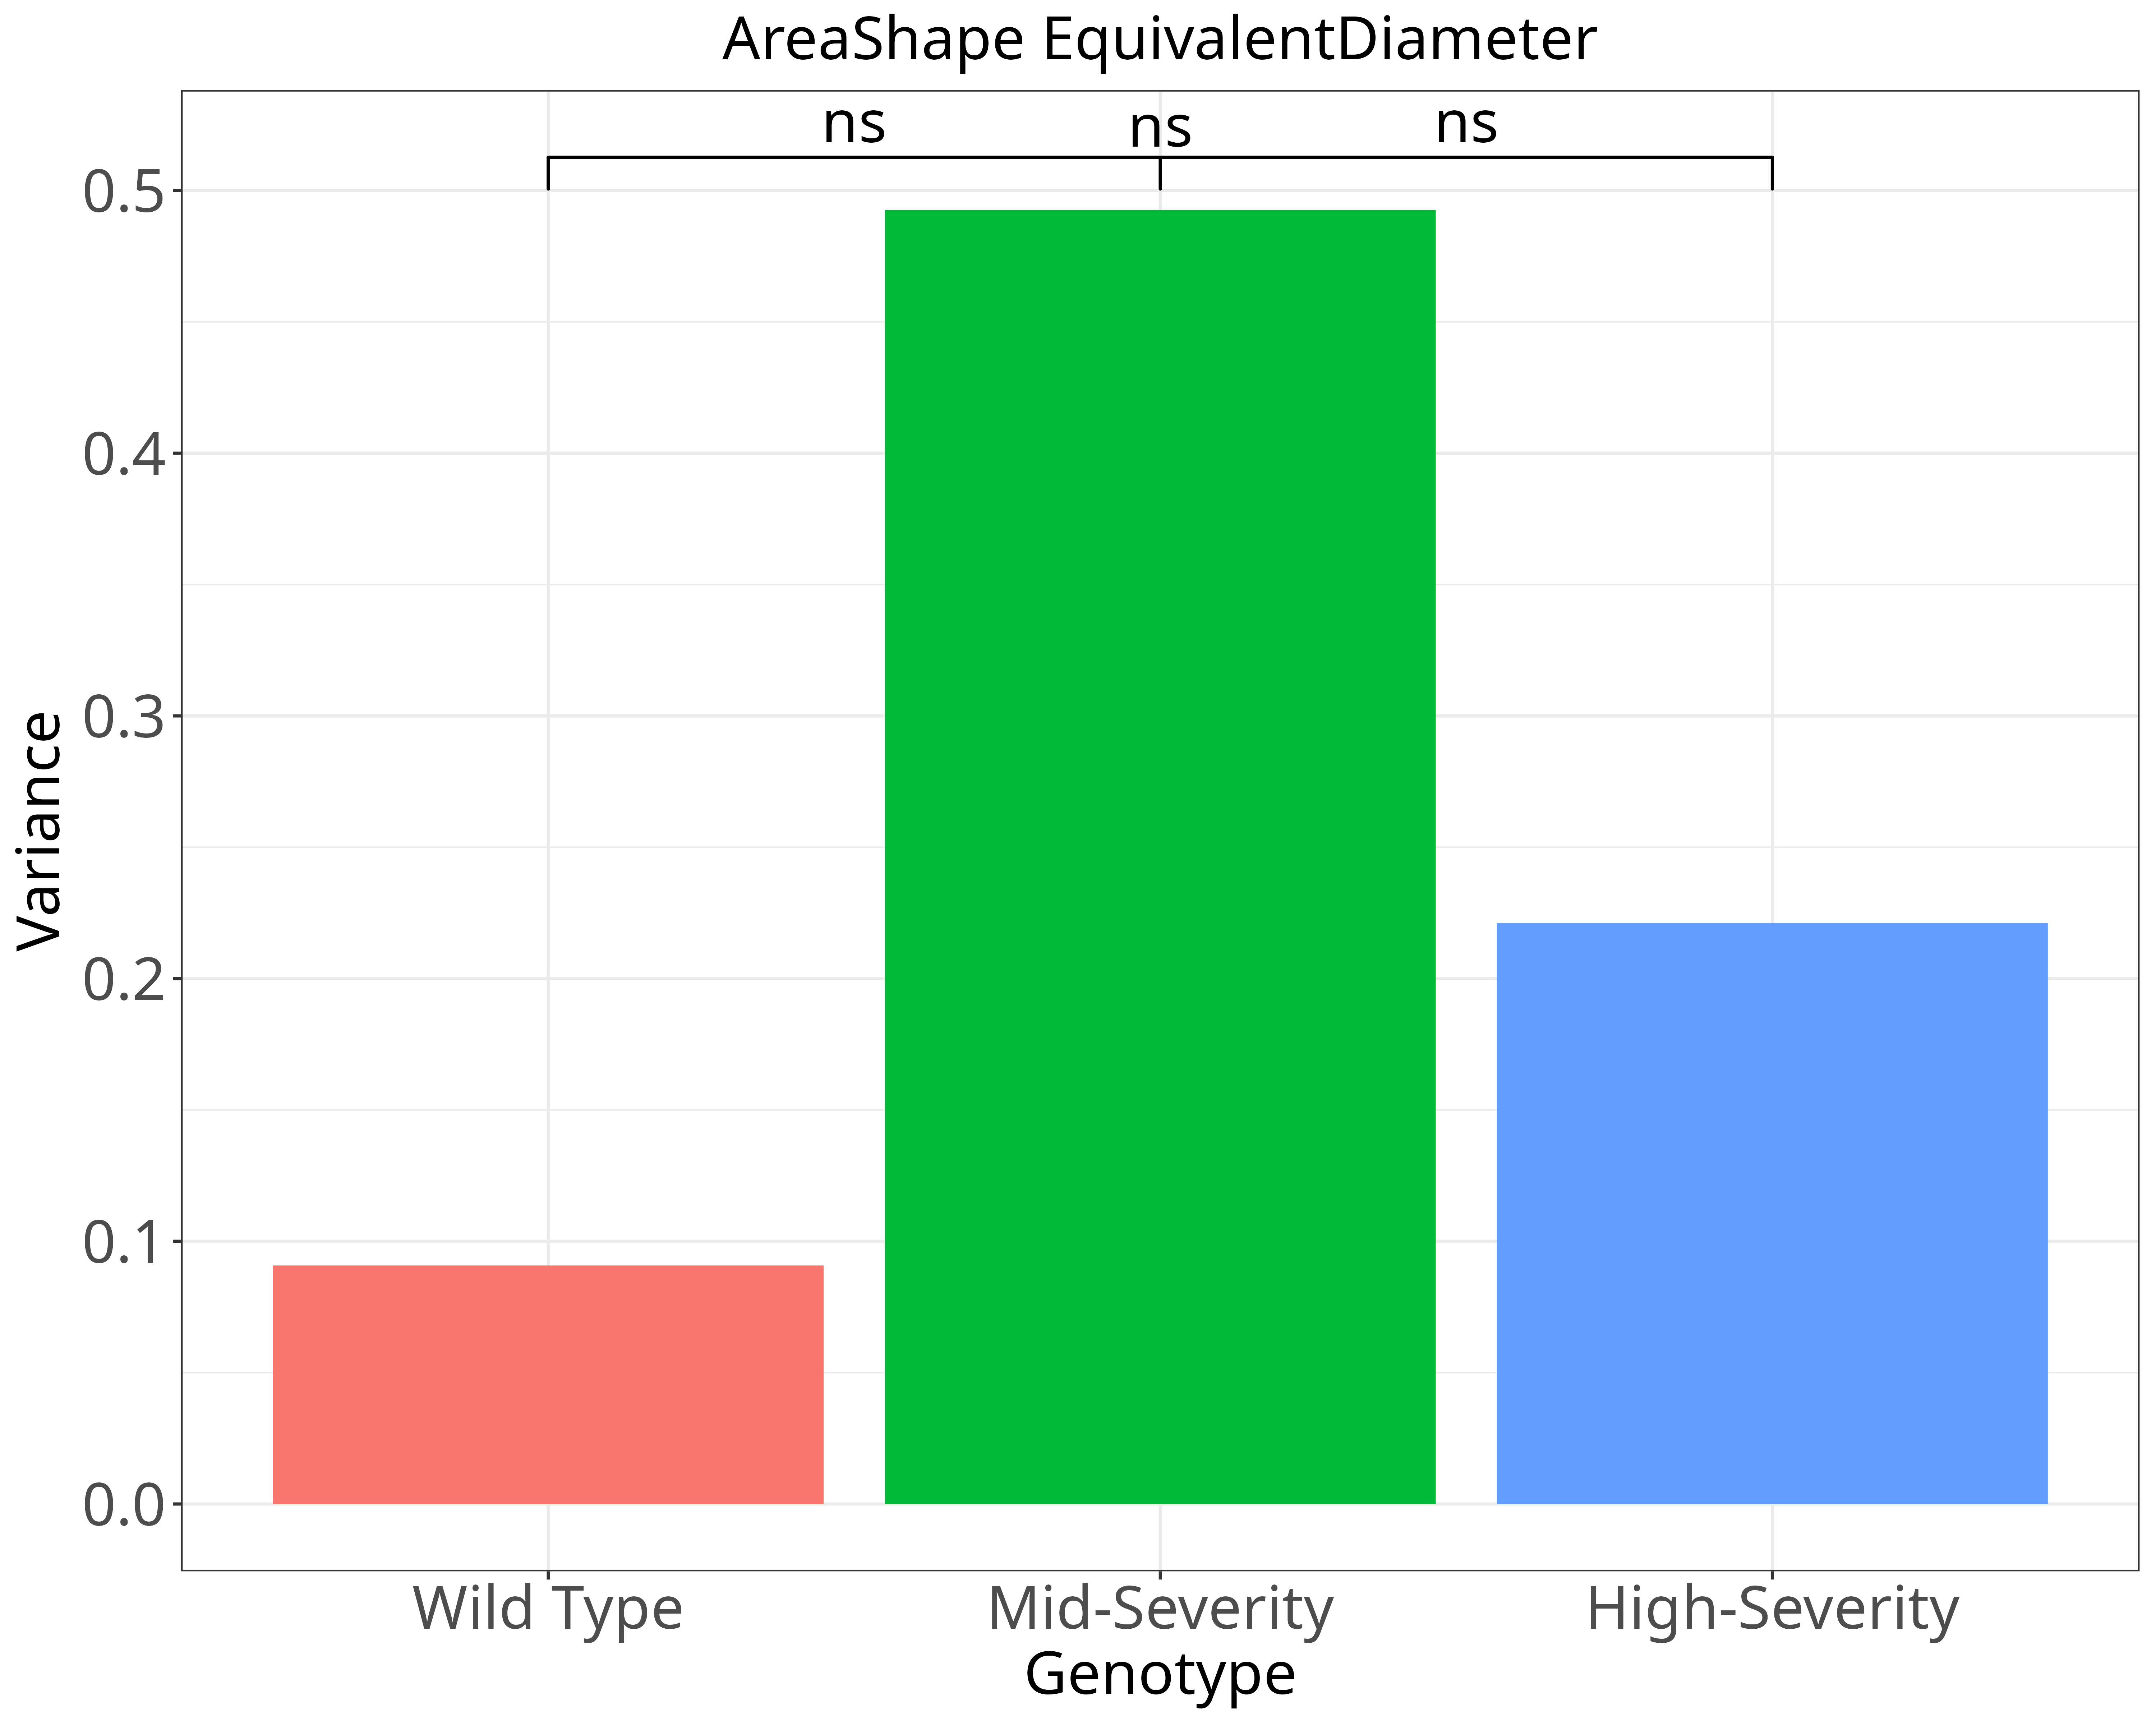 AreaShape EquivalentDiameter
ns ns ns
0.5
0.4
0.3
0.2
0.1
0.0
Variance
Wild Type Mid-Severity High-Severity
Genotype